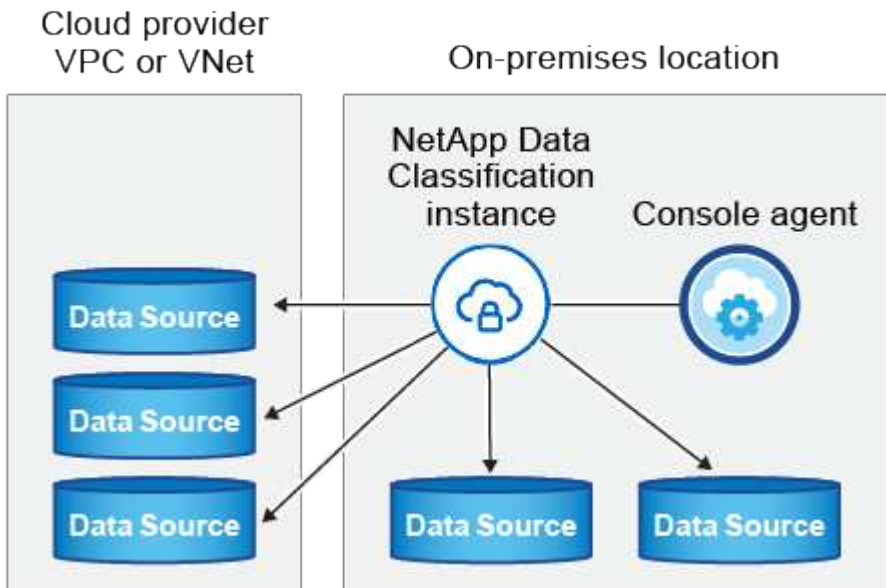 Cloud provider
VPC or VNet
On-premises location
NetApp Data
Classification
instance
Console agent
Data Source
Data Source
Data Source
Data Source
Data Source